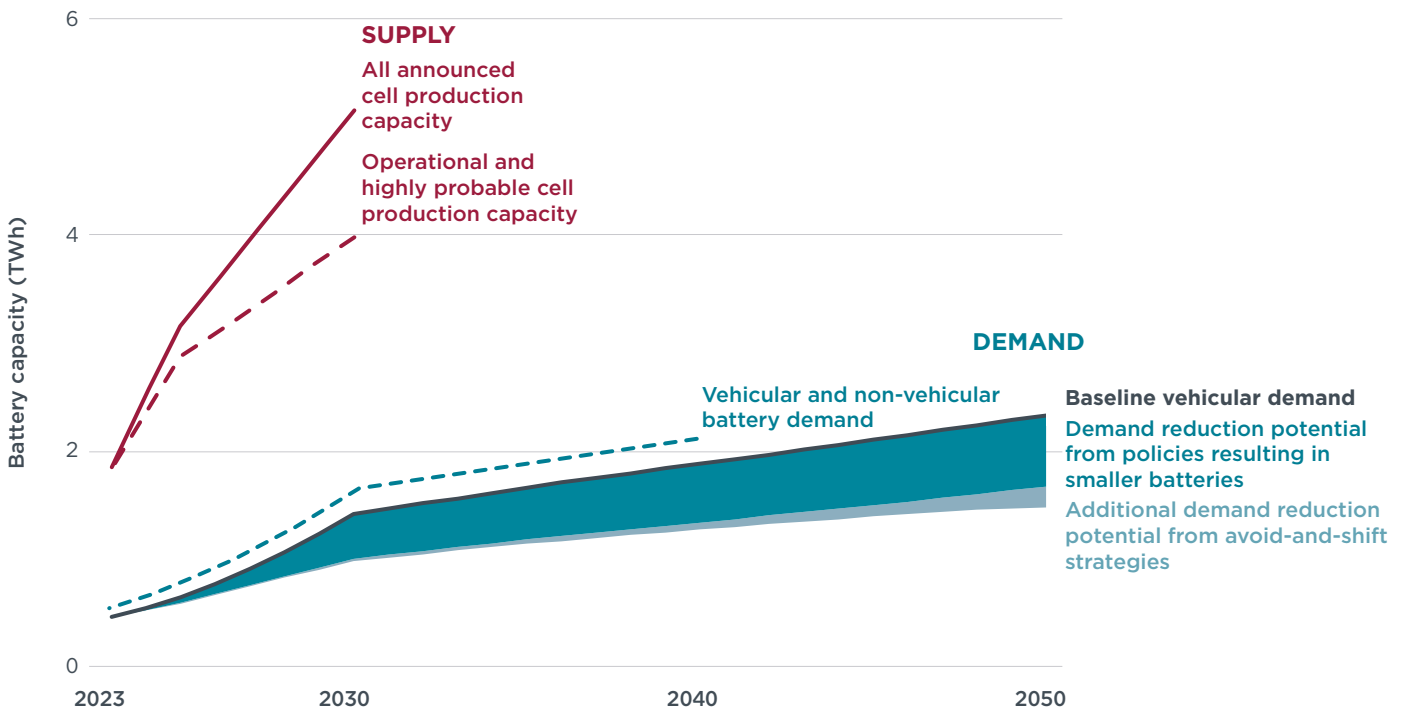 6
SUPPLY
All announced
cell production
capacity
Operational and
highly probable cell
production capacity
4
Battery capacity (TWh)
DEMAND
Vehicular and non-vehicular
battery demand
Baseline vehicular demand
Demand reduction potential
from policies resulting in
smaller batteries
2
Additional demand reduction
potential from avoid-and-shift
strategies
0
2023
2030
2040
2050